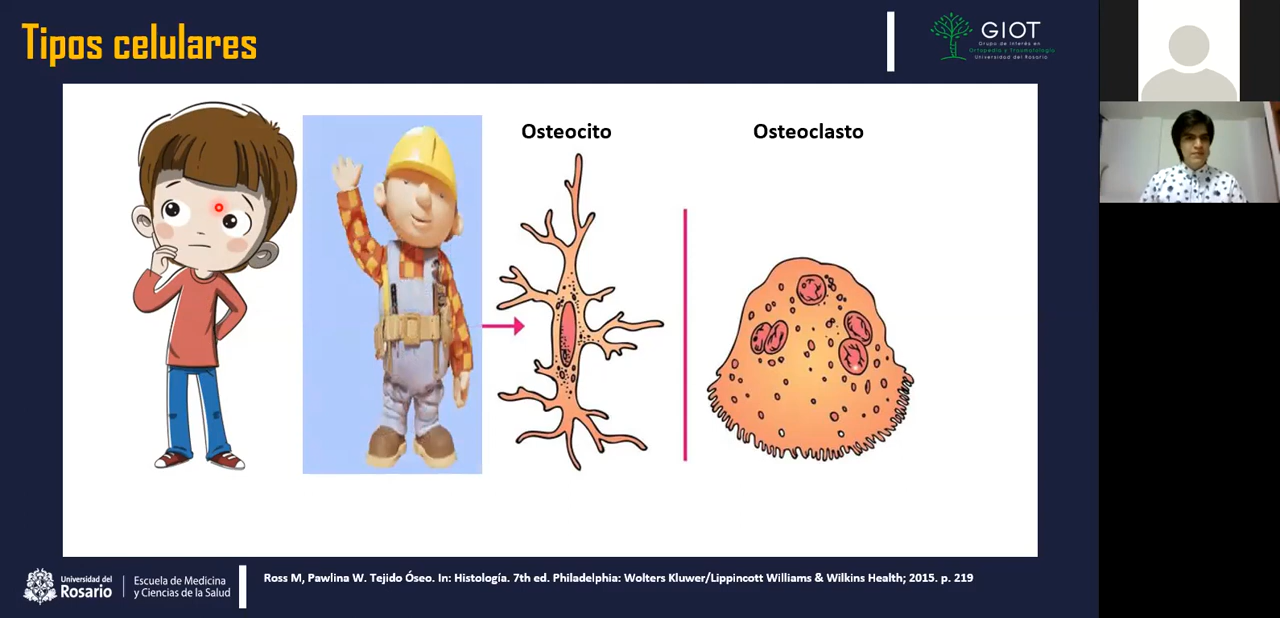 Tipos celulares
GIOT
Grupo de Interés en
Ortopedia y Traumatología
Universidad del Rosario
Osteocito
Osteoclasto
Universidad del
Rosario
Escuela de Medicina
y Ciencias de la Salud
Ross M, Pawlina W. Tejido Óseo. In: Histología. 7th ed. Philadelphia: Wolters Kluwer/Lippincott Williams & Wilkins Health; 2015. p. 219